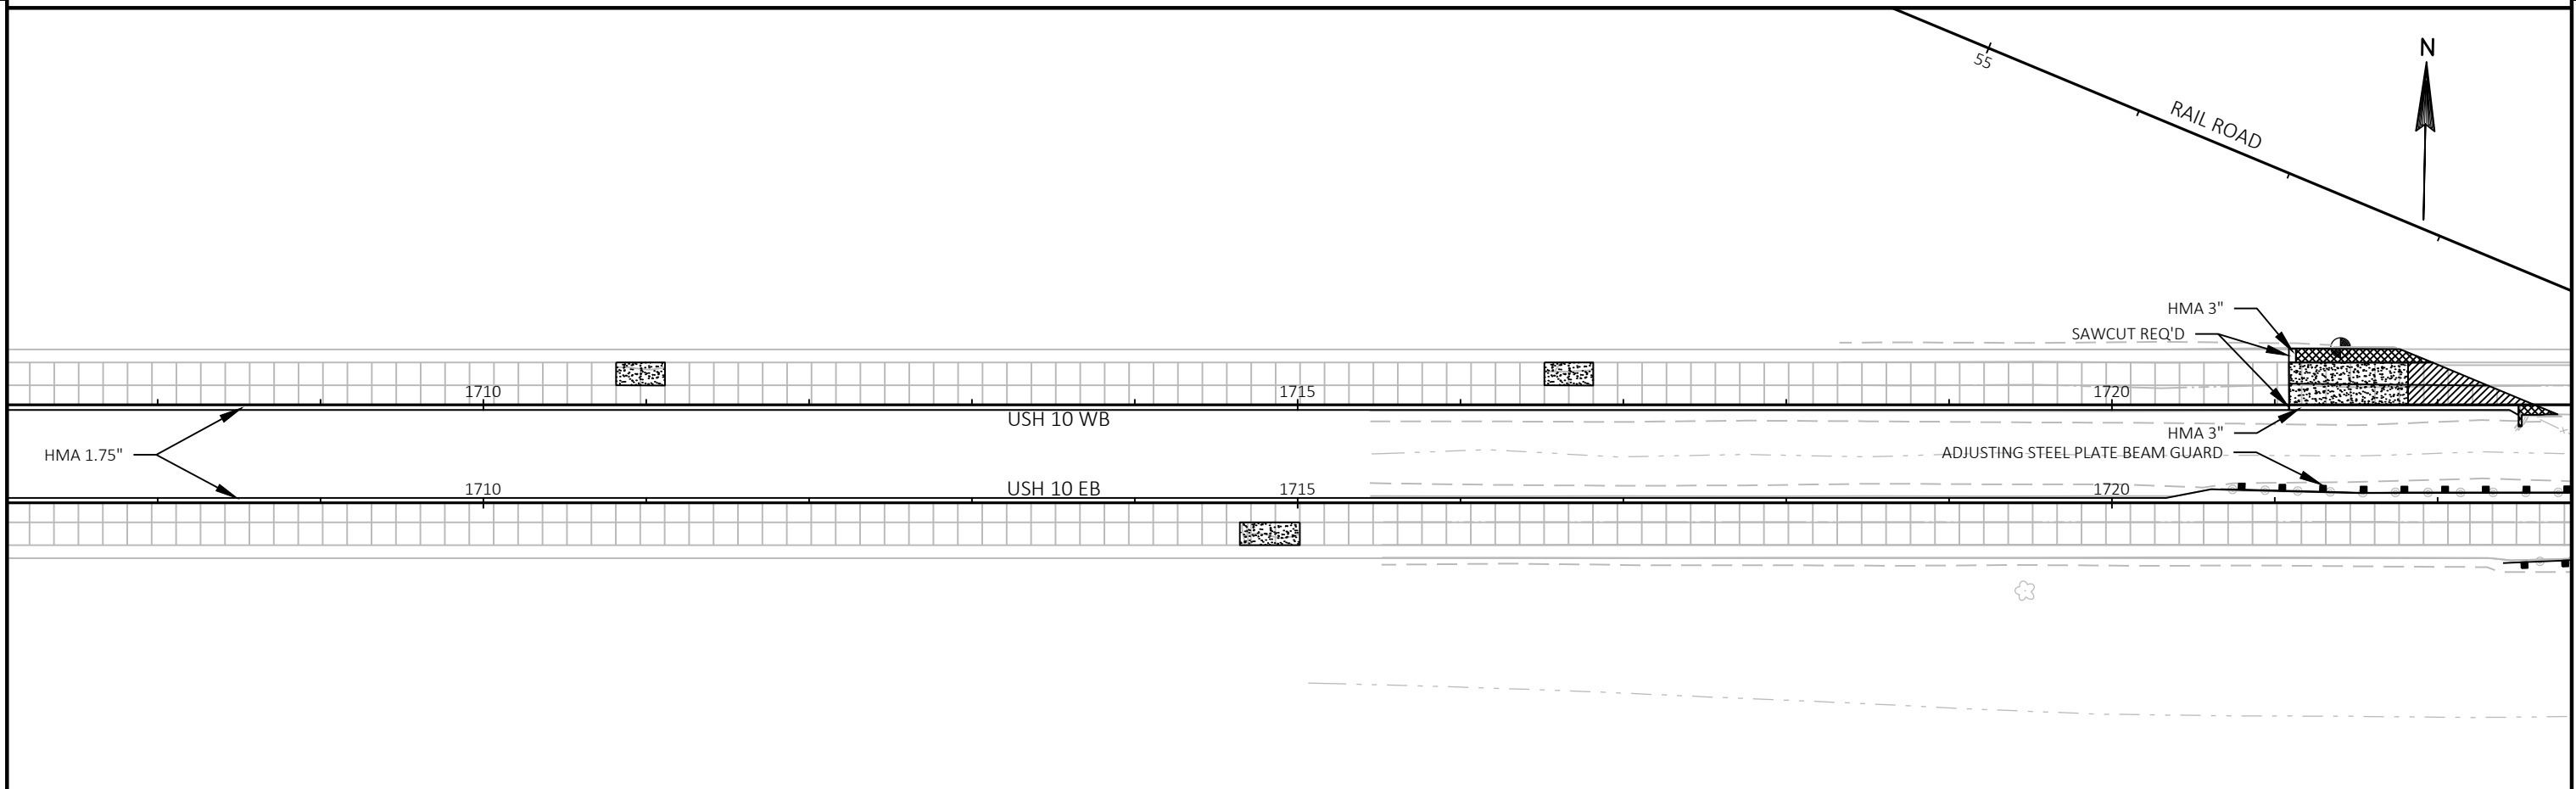 N
55
RAIL ROAD
HMA 3"
SAWCUT REQ'D
1710
1715
1720
USH 10 WB
HMA 3"
HMA 1.75"
ADJUSTING STEEL PLATE BEAM GUARD
1710
USH 10 EB
1715
1720